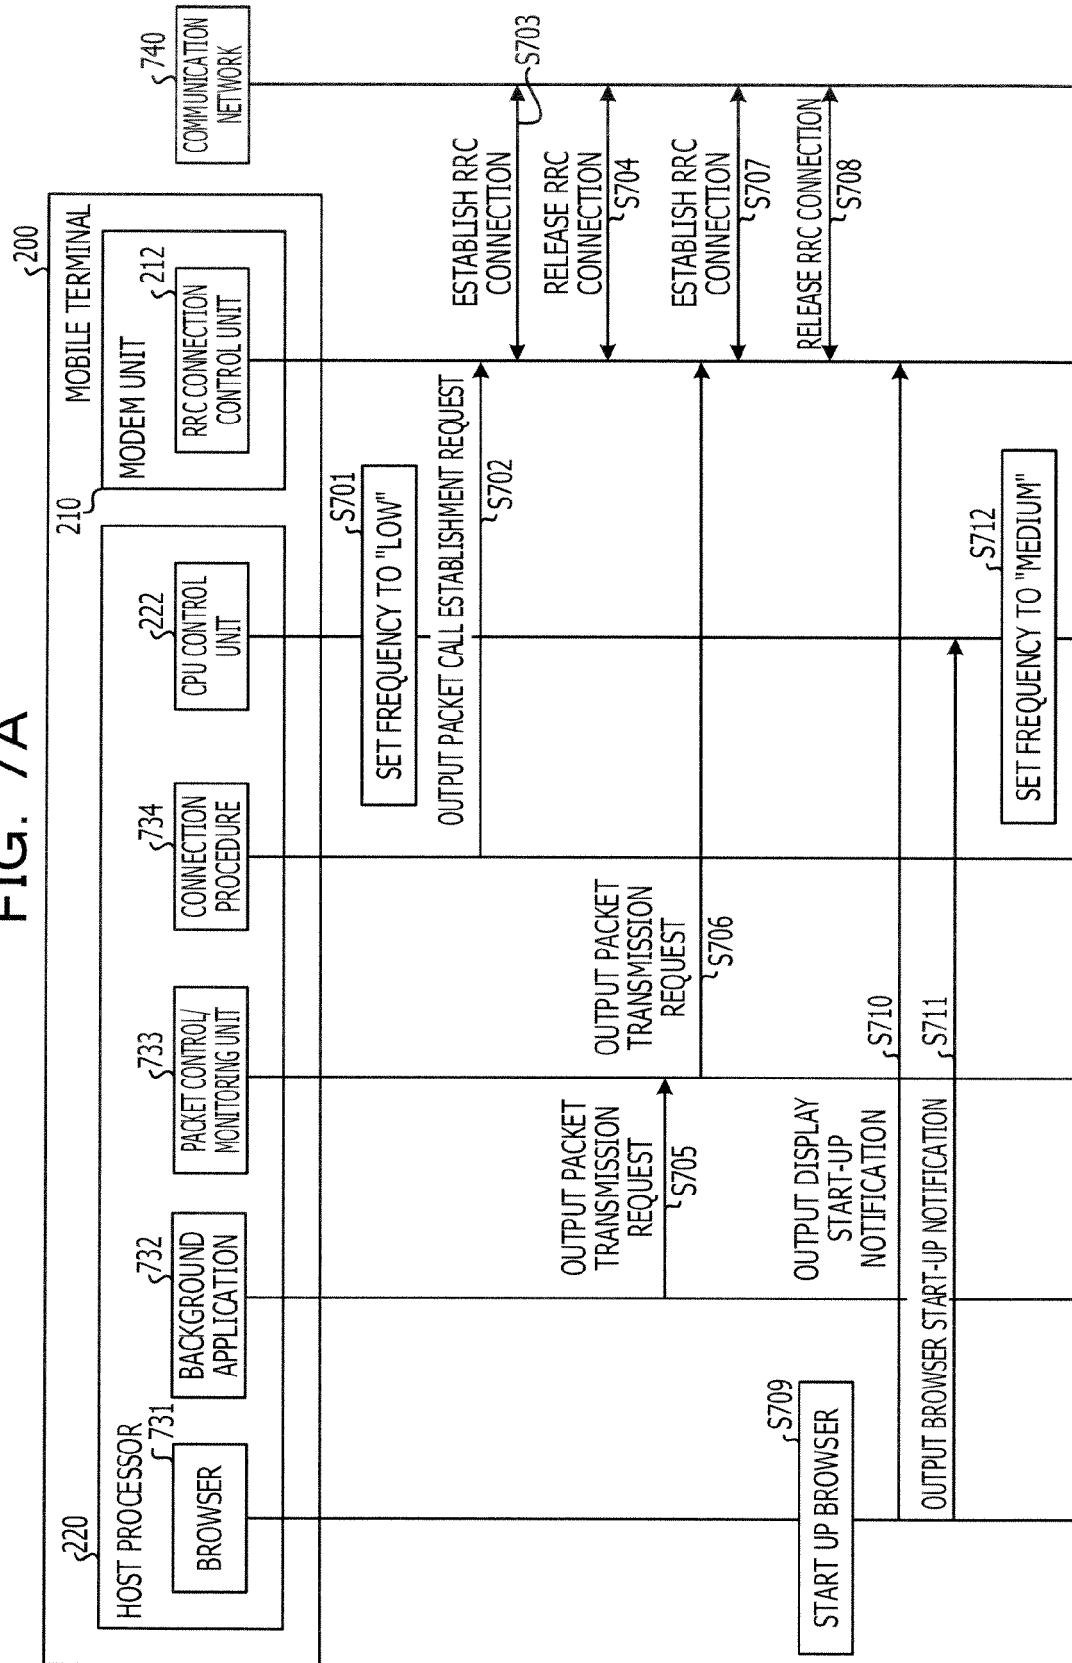 FIG. 7A
200
MOBILE TERMINAL
220
HOST PROCESSOR
731
BROWSER
732
BACKGROUND
APPLICATION
733
PACKET CONTROL/
MONITORING UNIT
734
CONNECTION
PROCEDURE
222
CPU CONTROL
UNIT
210
MODEM UNIT
212
RRC CONNECTION
CONTROL UNIT
740
COMMUNICATION
NETWORK
S701
SET FREQUENCY TO "LOW"
OUTPUT PACKET CALL ESTABLISHMENT REQUEST
S702
ESTABLISH RRC
CONNECTION
S703
RELEASE RRC
CONNECTION
S704
OUTPUT PACKET
TRANSMISSION
REQUEST
S705
OUTPUT PACKET
TRANSMISSION
REQUEST
S706
ESTABLISH RRC
CONNECTION
S707
RELEASE RRC CONNECTION
S708
S709
START UP BROWSER
OUTPUT DISPLAY
START-UP
NOTIFICATION
S710
OUTPUT BROWSER START-UP NOTIFICATION
S711
S712
SET FREQUENCY TO "MEDIUM"